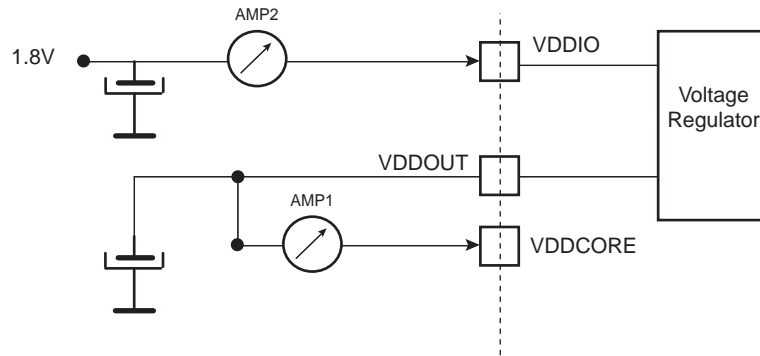 AMP2
1.8V
VDDIO
Voltage
Regulator
VDDOUT
AMP1
VDDCORE